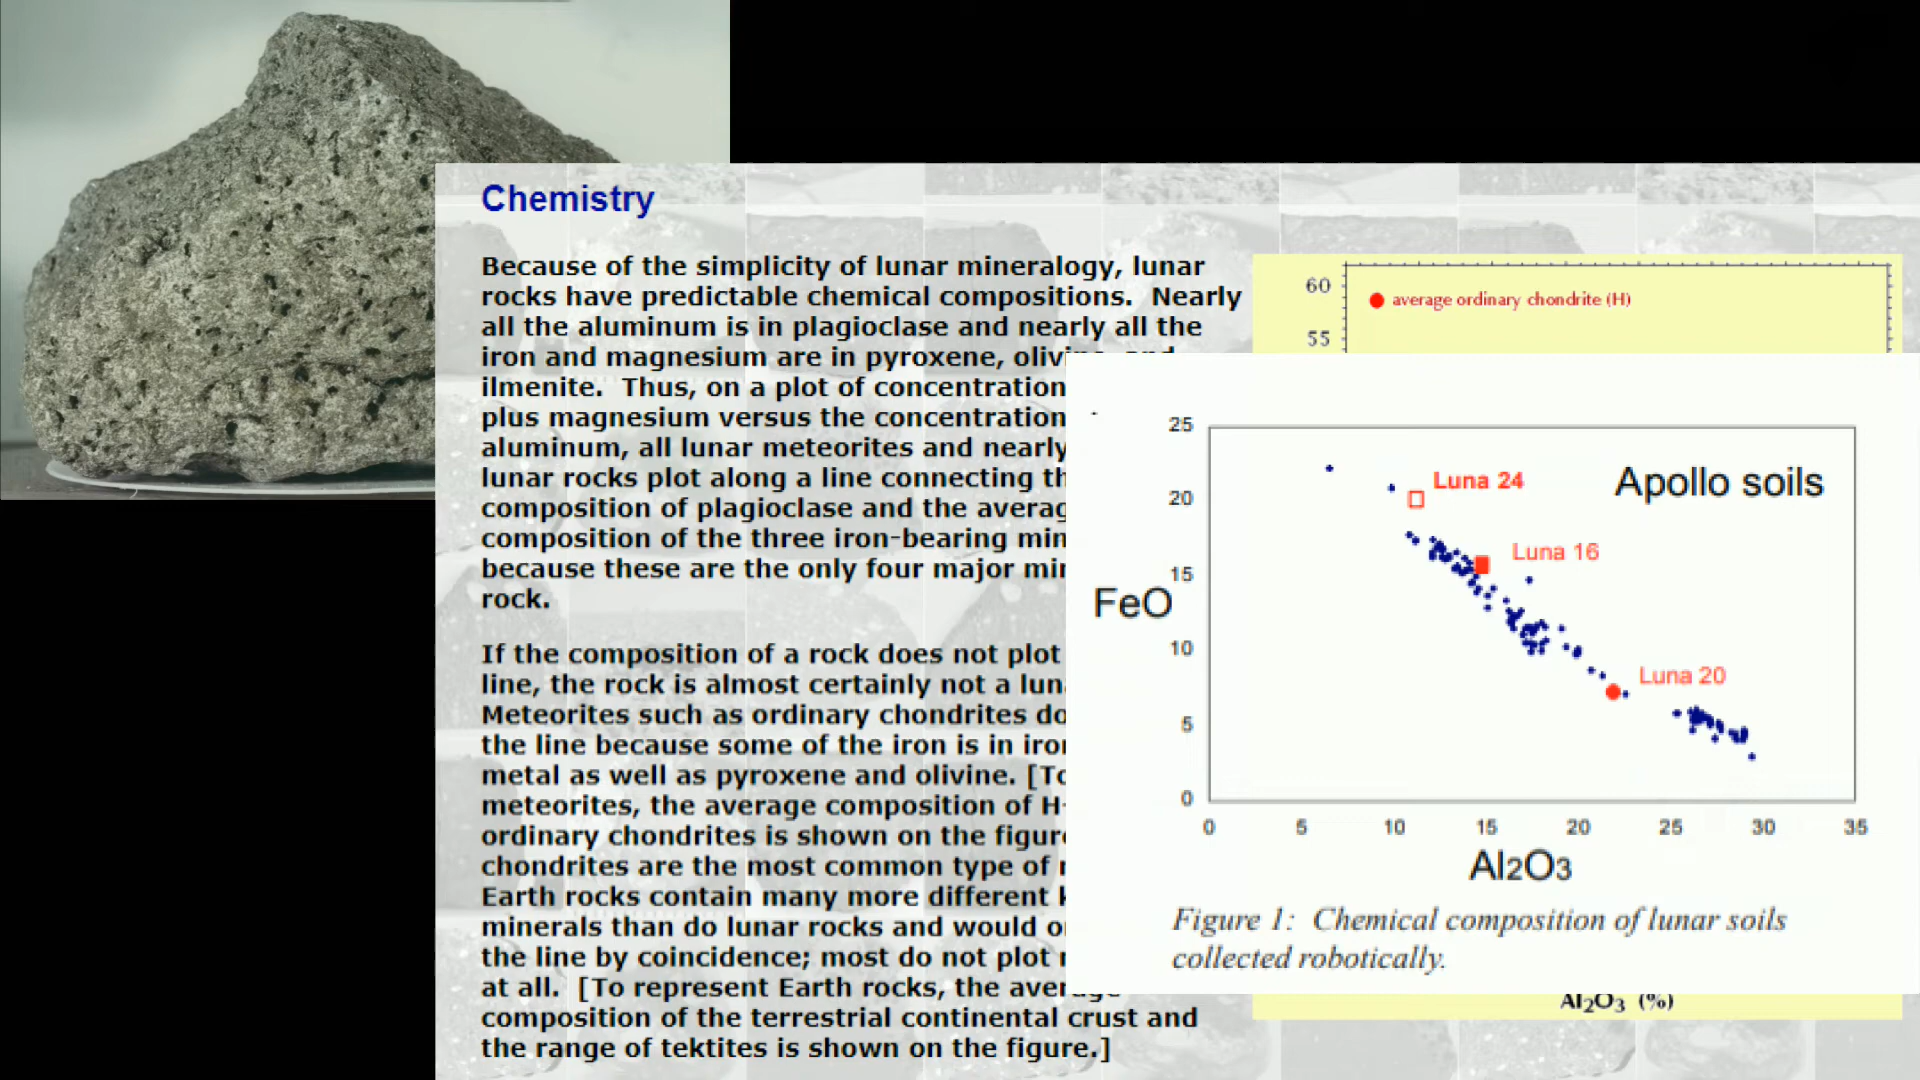 Chemistry
Because of the simplicity of lunar mineralogy, lunar
rocks have predictable chemical compositions. Nearly
all the aluminum is in plagioclase and nearly all the
iron and magnesium are in pyroxene,
ilmenite. Thus, on a plot of concentration
plus magnesium versus the concentration
aluminum, all lunar meteorites and nearly
lunar rocks plot along a line connecting
composition of plagioclase and the
composition of the three iron-bearing
because these are the only four major
rock.
If the composition of a rock does not plot
line, the rock is almost certainly not a
Meteorites such as ordinary chondrites
the line because some of the iron is in
metal as well as pyroxene and olivine.
meteorites, the average composition of
ordinary chondrites is shown on the
chondrites are the most common type of
Earth rocks contain many more different
minerals than do lunar rocks and would
the line by coincidence; most do not plot
at all. [To represent Earth rocks, the
composition of the terrestrial continental crust and
the range of tektites is shown on the figure.]
60
average ordinary chondrite (H)
55
25
20
15
10
5
0
FeO
Apollo soils
Luna 24
Luna 16
Luna 20
0 5 10 15 20 25 30 35
Al2O3
Figure 1: Chemical composition of lunar soils
collected robotically.
Al2O3 (%)